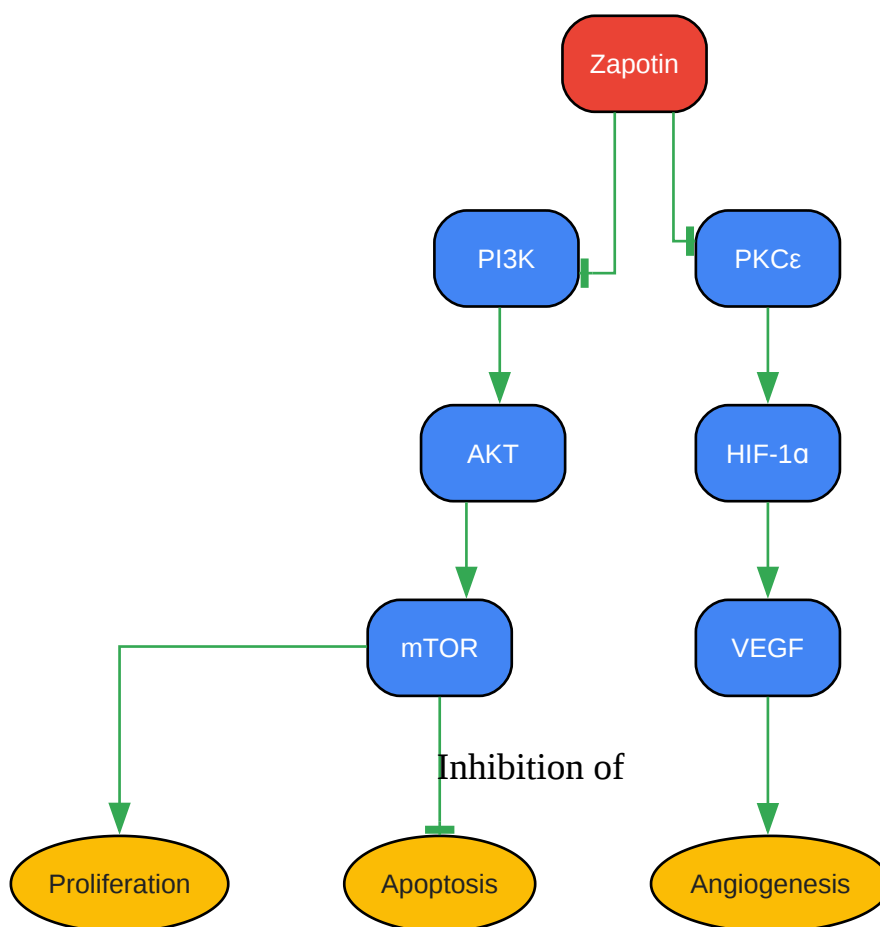 Zapotin
PI3K
PKCε
AKT
HIF-1α
mTOR
VEGF
Inhibition of
Proliferation
Apoptosis
Angiogenesis